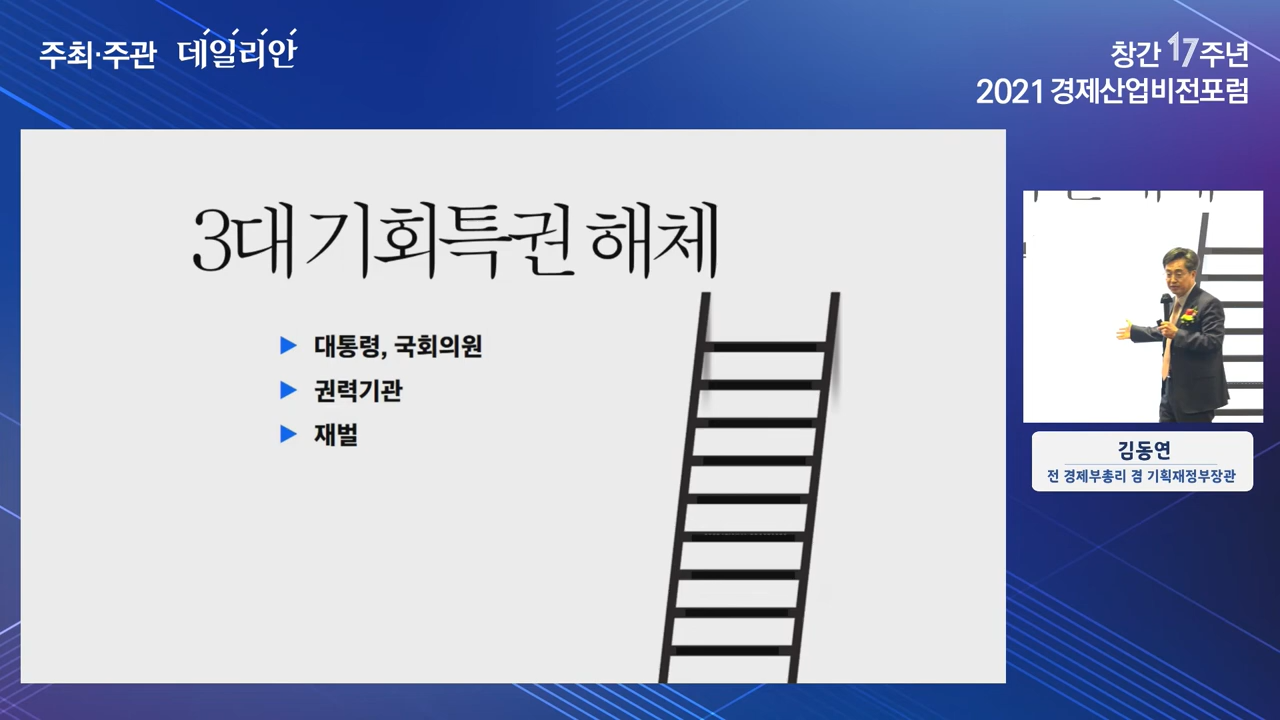 주최·주관 데일리안
창간 17주년
2021 경제산업비전포럼
3대 기회특권 해체
▶ 대통령, 국회의원
▶ 권력기관
▶ 재벌
김동연
전 경제부총리 겸 기획재정부장관